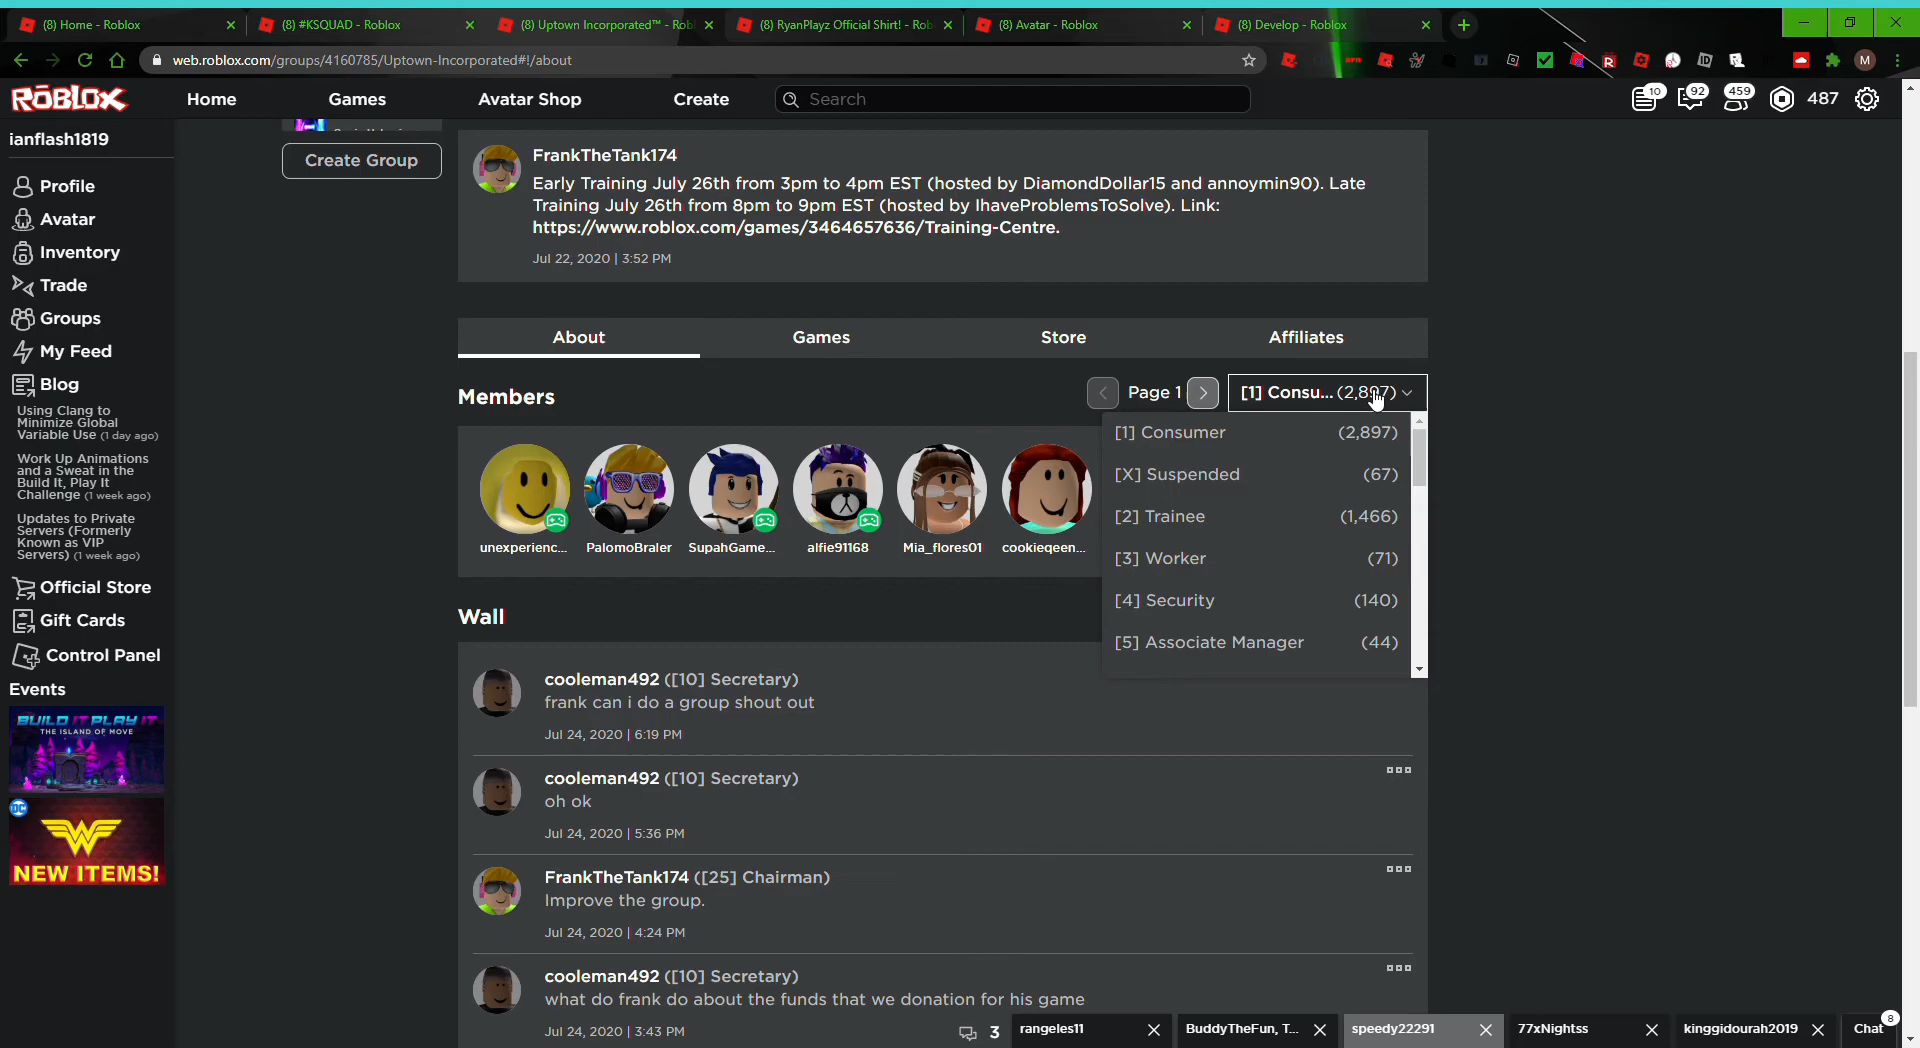 (8) Home - Roblox
(8) #KSQUAD - Roblox
(8) Uptown Incorporated™ - Rob
(8) RyanPlayz Official Shirt! - Rob
(8) Avatar - Roblox
(8) Develop - Roblox
web.roblox.com/groups/4160785/Uptown-Incorporated#!/about
M
ROBLOX
Home
Games
Avatar Shop
Create
Search
10
92
459
487
ianflash1819
Profile
Avatar
Inventory
Trade
Groups
My Feed
Blog
Using Clang to
Minimize Global
Variable Use (1 day ago)
Work Up Animations
and a Sweat in the
Build It, Play It
Challenge (1 week ago)
Updates to Private
Servers (Formerly
Known as VIP
Servers) (1 week ago)
Official Store
Gift Cards
Control Panel
Events
BUILD IT PLAY IT
THE ISLAND OF MOVE
DC
NEW ITEMS!
Create Group
FrankTheTank174
Early Training July 26th from 3pm to 4pm EST (hosted by DiamondDollar15 and annoymin90). Late
Training July 26th from 8pm to 9pm EST (hosted by IhaveProblemsToSolve). Link:
https://www.roblox.com/games/3464657636/Training-Centre.
Jul 22, 2020 | 3:52 PM
About
Games
Store
Affiliates
Members
Page 1
[1] Consu... (2,897)
[1] Consumer (2,897)
[X] Suspended (67)
[2] Trainee (1,466)
[3] Worker (71)
[4] Security (140)
[5] Associate Manager (44)
unexperienc...
PalomoBraler
SupahGame...
alfie91168
Mia_flores01
cookieqeen...
Wall
cooleman492 ([10] Secretary)
frank can i do a group shout out
Jul 24, 2020 | 6:19 PM
cooleman492 ([10] Secretary)
oh ok
Jul 24, 2020 | 5:36 PM
FrankTheTank174 ([25] Chairman)
Improve the group.
Jul 24, 2020 | 4:24 PM
cooleman492 ([10] Secretary)
what do frank do about the funds that we donation for his game
Jul 24, 2020 | 3:43 PM
3
rangeles11
BuddyTheFun, T...
speedy22291
77xNightss
kinggidourah2019
Chat
8